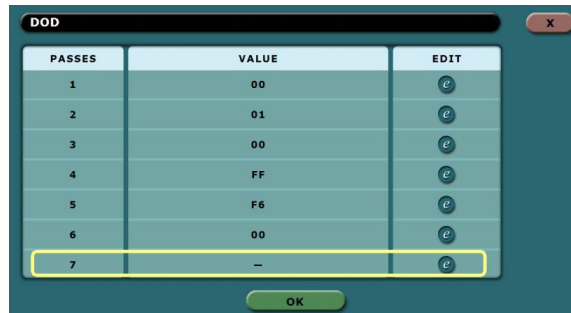 DOD
X
PASSES VALUE EDIT
1 00 e
2 01 e
3 00 e
4 FF e
5 F6 e
6 00 e
7 – e
OK